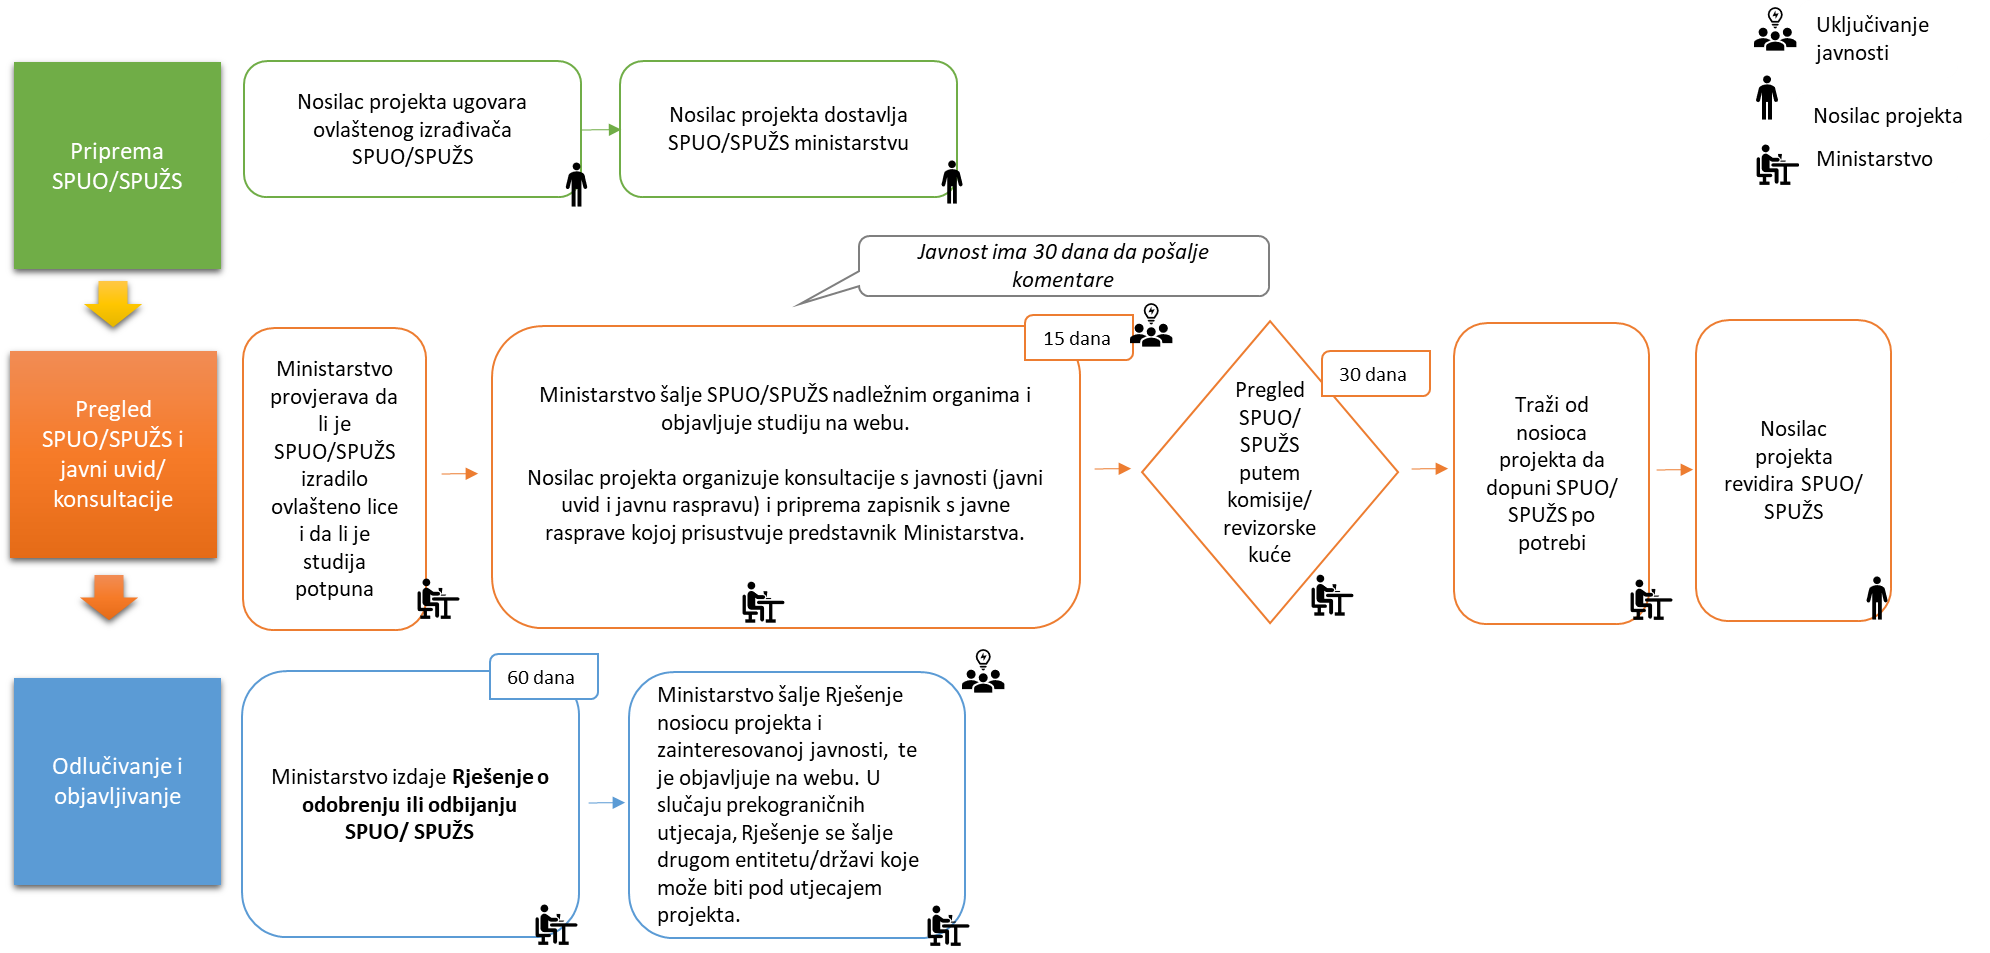 Uključivanje
javnosti
Nosilac projekta
Ministarstvo
Priprema
SPUO/SPUŽS
Nosilac projekta ugovara
ovlaštenog izrađivača
SPUO/SPUŽS
Nosilac projekta dostavlja
SPUO/SPUŽS ministarstvu
Javnost ima 30 dana da pošalje
komentare
Pregled
SPUO/SPUŽS i
javni uvid/
konsultacije
Ministarstvo
provjerava da
li je
SPUO/SPUŽS
izradilo
ovlašteno lice
i da li je
studija
potpuna
15 dana
Ministarstvo šalje SPUO/SPUŽS nadležnim organima i
objavljuje studiju na webu.
Nosilac projekta organizuje konsultacije s javnosti (javni
uvid i javnu raspravu) i priprema zapisnik s javne
rasprave kojoj prisustvuje predstavnik Ministarstva.
30 dana
Pregled
SPUO/
SPUŽS
putem
komisije/
revizorske
kuće
Traži od
nosioca
projekta da
dopuni SPUO/
SPUŽS po
potrebi
Nosilac
projekta
revidira SPUO/
SPUŽS
Odlučivanje i
objavljivanje
60 dana
Ministarstvo izdaje Rješenje o
odobrenju ili odbijanju
SPUO/ SPUŽS
Ministarstvo šalje Rješenje
nosiocu projekta i
zainteresovanoj javnosti, te
je objavljuje na webu. U
slučaju prekograničnih
utjecaja, Rješenje se šalje
drugom entitetu/državi koje
može biti pod utjecajem
projekta.